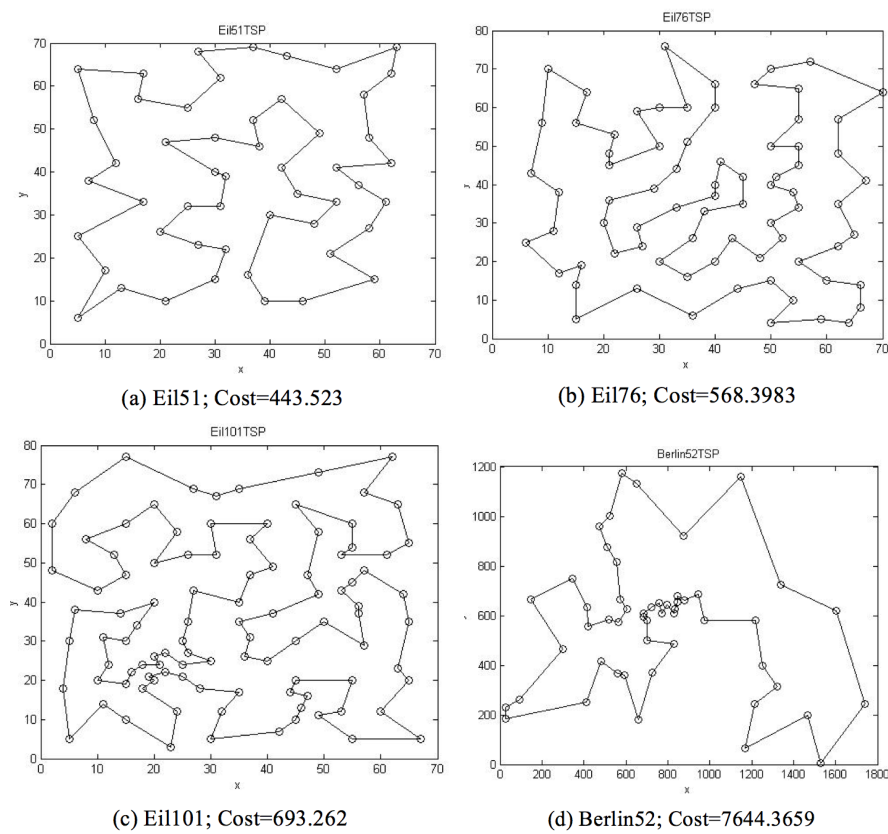 Eil51TSP
70
60
50
40
30
20
10
0
y
0 10 20 30 40 50 60 70
x
(a) Eil51; Cost=443.523
Eil76TSP
80
70
60
50
40
30
20
10
0
y
0 10 20 30 40 50 60 70
x
(b) Eil76; Cost=568.3983
Eil101TSP
80
70
60
50
40
30
20
10
0
y
0 10 20 30 40 50 60 70
x
(c) Eil101; Cost=693.262
Berlin52TSP
1200
1000
800
600
400
200
0
0 200 400 600 800 1000 1200 1400 1600 1800
x
(d) Berlin52; Cost=7644.3659